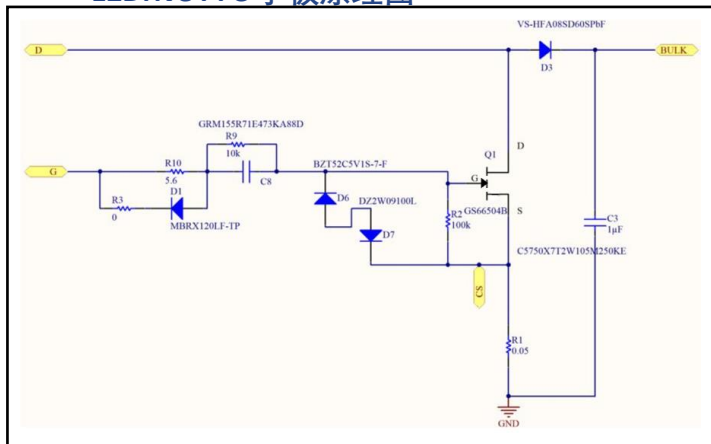 VS-HFA08SD60SPbF
D
BULK
D3
GRM155R71E473KA88D
R9
10k
Q1
D
R10
BZT52C5V1S-7-F
G
5.6
C8
G
D1
D6
DZ2W09100L
R3
R2
GS66504B
S
0
100k
C3
MBRX120LF-TP
D7
1µF
C5750X7T2W105M250KE
CS
R1
0.05
GND